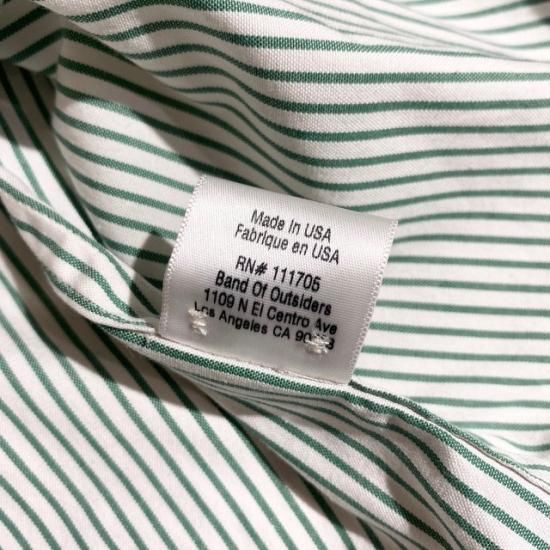 Made In USA
Fabrique en USA
RN# 111705
Band Of Outsiders
1109 N El Centro Ave
Los Angeles CA